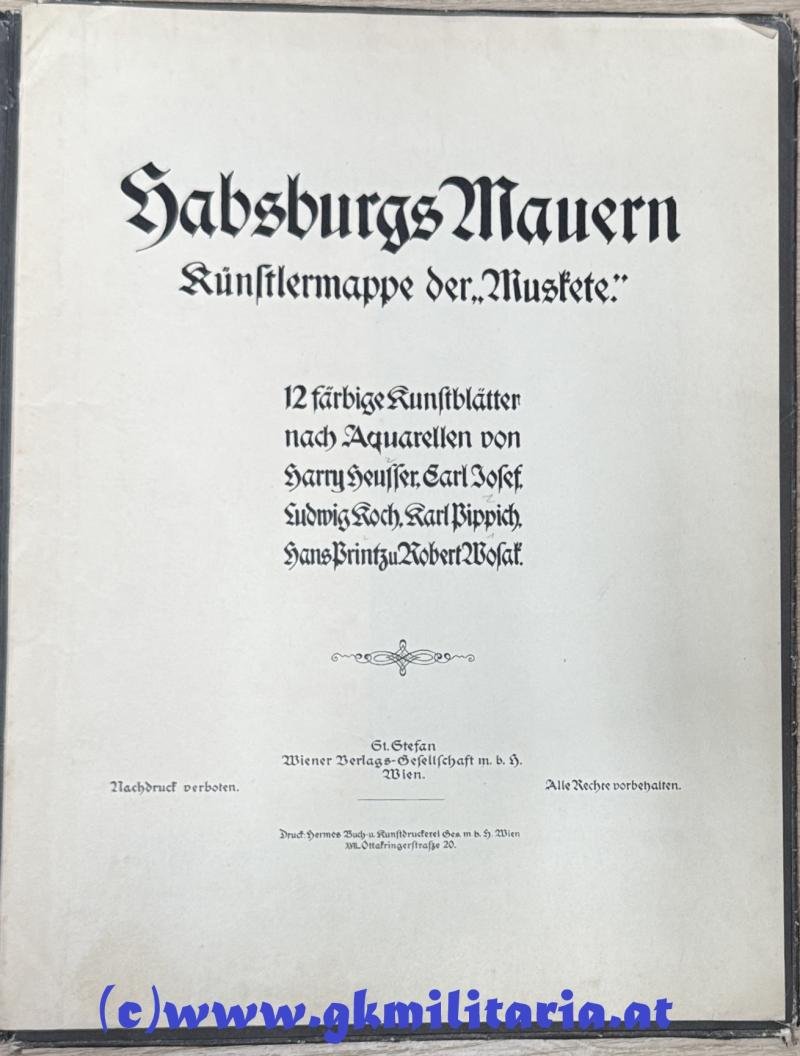 Habsburgs Mauern
Künstlermappe der „Muskete.“
12 färbige Kunstblätter
nach Aquarellen von
Harry Heusser, Carl Josef,
Ludwig Koch, Karl Pippich,
Hans Printz u Robert Wosak.
St. Stefan
Wiener Verlags-Gesellschaft m. b. H.
Wien.
Nachdruck verboten.
Alle Rechte vorbehalten.
Druck: Hermes Buch- u. Kunstdruckerei Ges. m b. H. Wien
XVII. Ottakringerstraße 20.
(c)www.gkmilitaria.at